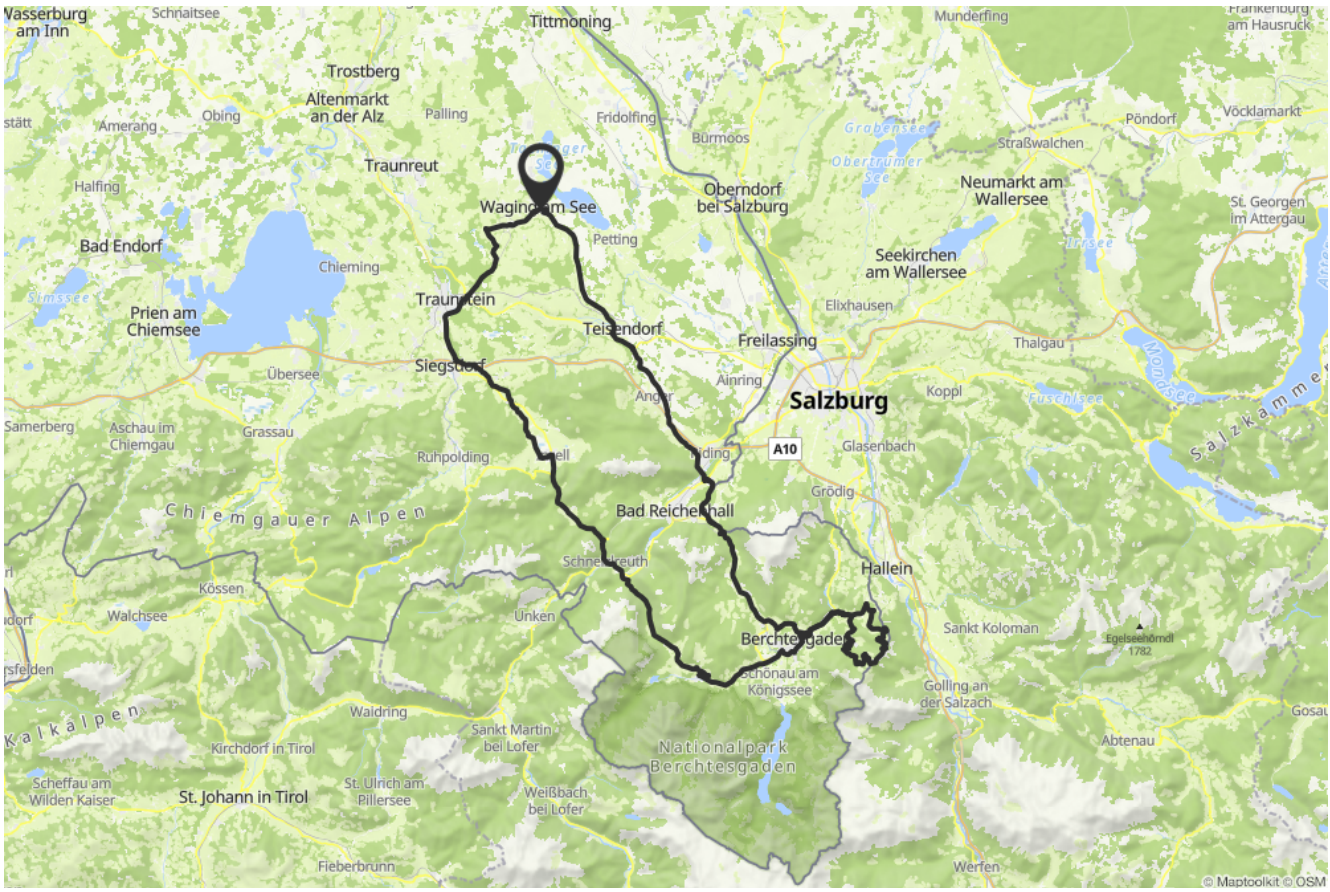 Wasserburg
am Inn
Schnaitsee
Tittmoning
Munderfing
Frankenburg
am Hausruck
Trostberg
Altenmarkt
an der Alz
Obing
Palling
Fridolfing
Amerang
Bürmoos
Grabensee
Pöndorf
Vöcklamarkt
Straßwalchen
Traunreut
Obertrumer
See
Halfing
Oberndorf
bei Salzburg
Neumarkt am
Wallersee
St. Georgen
im Attergau
Waging am See
Petting
Bad Endorf
Seekirchen
am Wallersee
Irrsee
Chieming
Simssee
Traunstein
Elixhausen
Prien am
Chiemsee
Teisendorf
Freilassing
Thalgau
Siegsdorf
Übersee
Ainring
Koppl
Fuschlsee
Mondsee
Anger
Salzburg
Samerberg
Aschau im
Chiemgau
Grassau
Ruhpolding
A10
Glasenbach
Grödig
Chiemgauer Alpen
Bad Reichenhall
Schneizlreuth
Hallein
Kössen
Walchsee
Unken
Berchtesgaden
Sankt Koloman
Egelseehörndl
1782
Schönau am
Königssee
Golling an
der Salzach
Waidring
Sankt Martin
bei Lofer
Kirchdorf in Tirol
Nationalpark
Berchtesgaden
Abtenau
Scheffau am
Wilden Kaiser
St. Ulrich am
Pillersee
St. Johann in Tirol
Weißbach
bei Lofer
Fieberbrunn
Werfen
© Maptoolkit © OSM